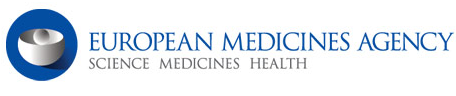 EUROPEAN MEDICINES AGENCY
SCIENCE MEDICINES HEALTH